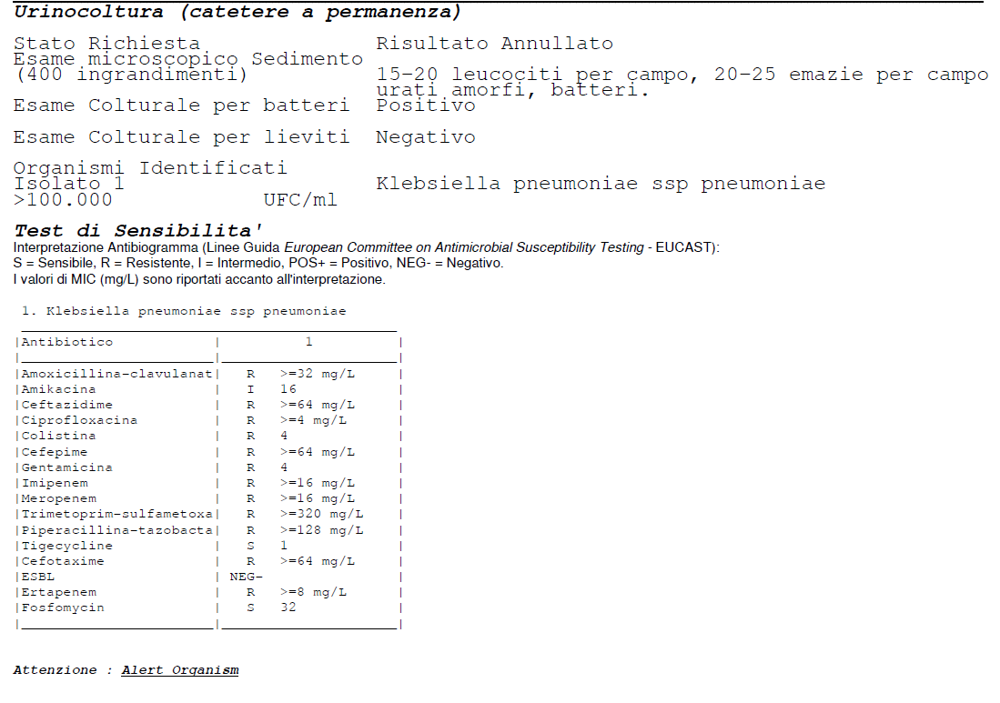 Urinocoltura (catetere a permanenza)
Stato Richiesta Risultato Annullato
Esame microscopico Sedimento
(400 ingrandimenti) 15-20 leucociti per campo, 20-25 emazie per campo
urati amorfi, batteri.
Esame Colturale per batteri Positivo
Esame Colturale per lieviti Negativo
Organismi Identificati
Isolato 1 Klebsiella pneumoniae ssp pneumoniae
>100.000 UFC/ml
Test di Sensibilita'
Interpretazione Antibiogramma (Linee Guida European Committee on Antimicrobial Susceptibility Testing - EUCAST):
S = Sensibile, R = Resistente, I = Intermedio, POS+ = Positivo, NEG- = Negativo.
I valori di MIC (mg/L) sono riportati accanto all'interpretazione.
1. Klebsiella pneumoniae ssp pneumoniae
|Antibiotico | 1 |
|Amoxicillina-clavulanat| R >=32 mg/L |
|Amikacina | I 16 |
|Ceftazidime | R >=64 mg/L |
|Ciprofloxacina | R >=4 mg/L |
|Colistina | R 4 |
|Cefepime | R >=64 mg/L |
|Gentamicina | R 4 |
|Imipenem | R >=16 mg/L |
|Meropenem | R >=16 mg/L |
|Trimetoprim-sulfametoxa| R >=320 mg/L |
|Piperacillina-tazobacta| R >=128 mg/L |
|Tigecycline | S 1 |
|Cefotaxime | R >=64 mg/L |
|ESBL | NEG- |
|Ertapenem | R >=8 mg/L |
|Fosfomycin | S 32 |
Attenzione : Alert Organism